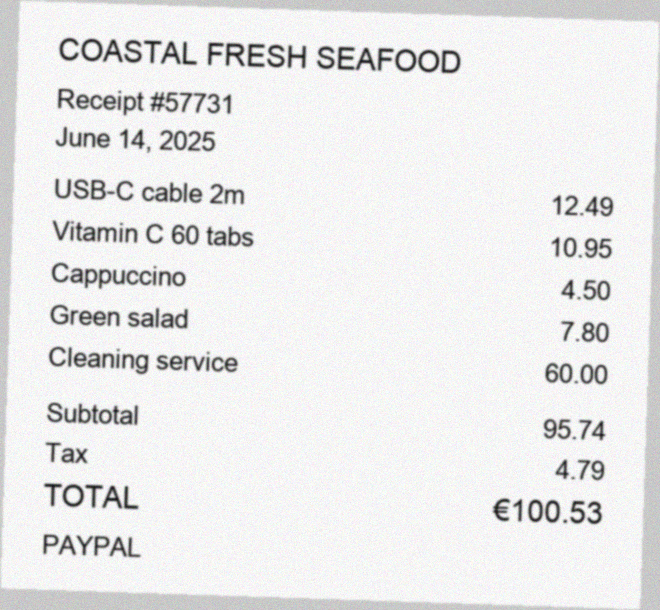 COASTAL FRESH SEAFOOD
Receipt #57731
June 14, 2025
USB-C cable 2m 12.49
Vitamin C 60 tabs 10.95
Cappuccino 4.50
Green salad 7.80
Cleaning service 60.00
Subtotal 95.74
Tax 4.79
TOTAL €100.53
PAYPAL